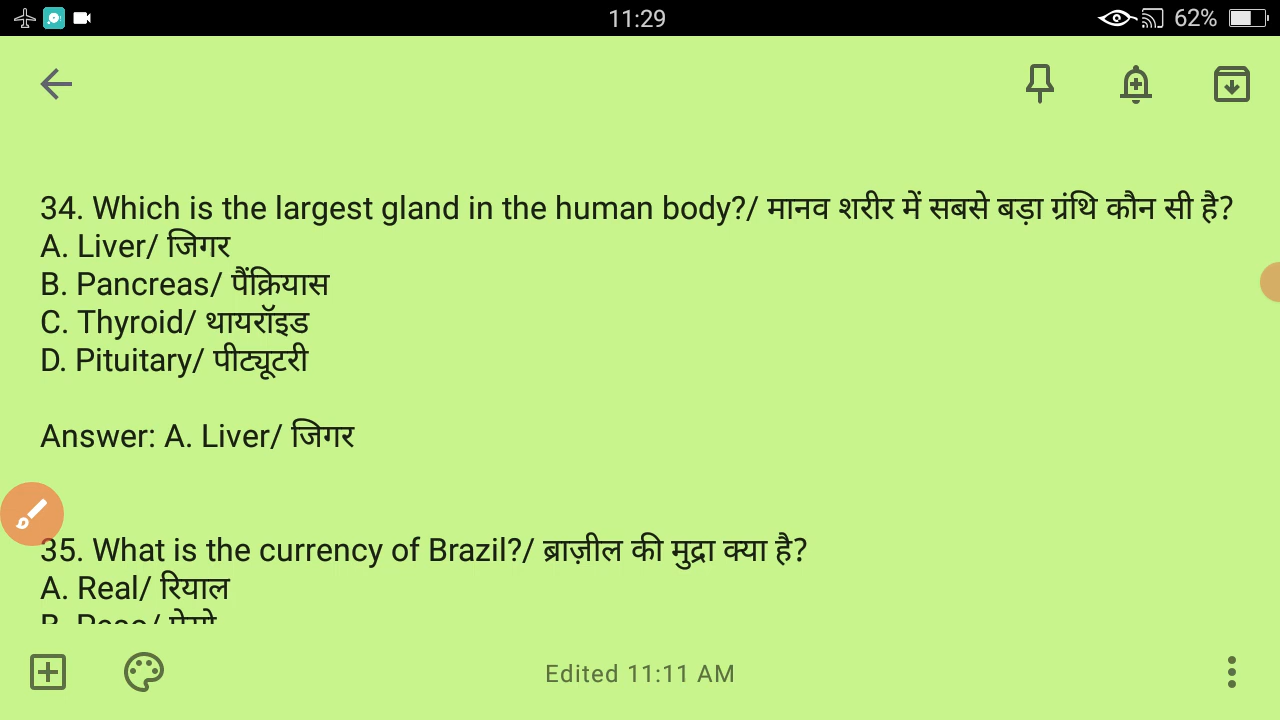 11:29
62%
34. Which is the largest gland in the human body?/ मानव शरीर में सबसे बड़ा ग्रंथि कौन सी है?
A. Liver/ जिगर
B. Pancreas/ पैंक्रियास
C. Thyroid/ थायरॉइड
D. Pituitary/ पीट्यूटरी
Answer: A. Liver/ जिगर
35. What is the currency of Brazil?/ ब्राज़ील की मुद्रा क्या है?
A. Real/ रियाल
B. Peso/ पेसो
Edited 11:11 AM